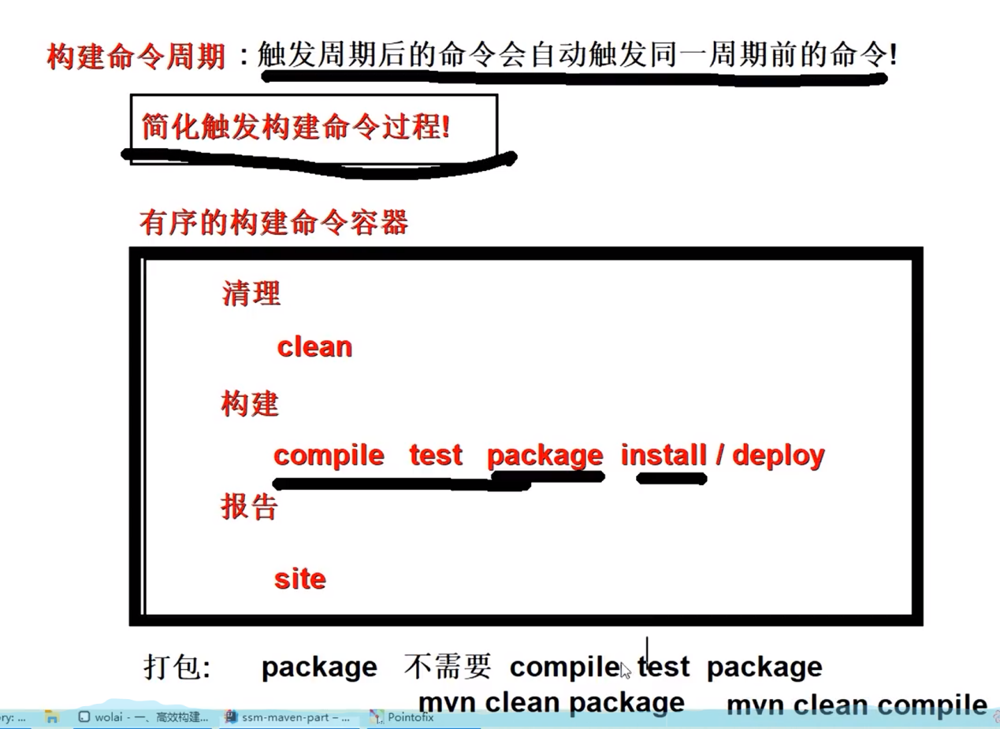 构建命令周期：触发周期后的命令会自动触发同一周期前的命令！
简化触发构建命令过程！
有序的构建命令容器
清理
clean
构建
compile test package install / deploy
报告
site
打包: package 不需要 compile test package
mvn clean package mvn clean compile
ry: ... wolai - 一、高效构建... ssm-maven-part – ... Pointofix